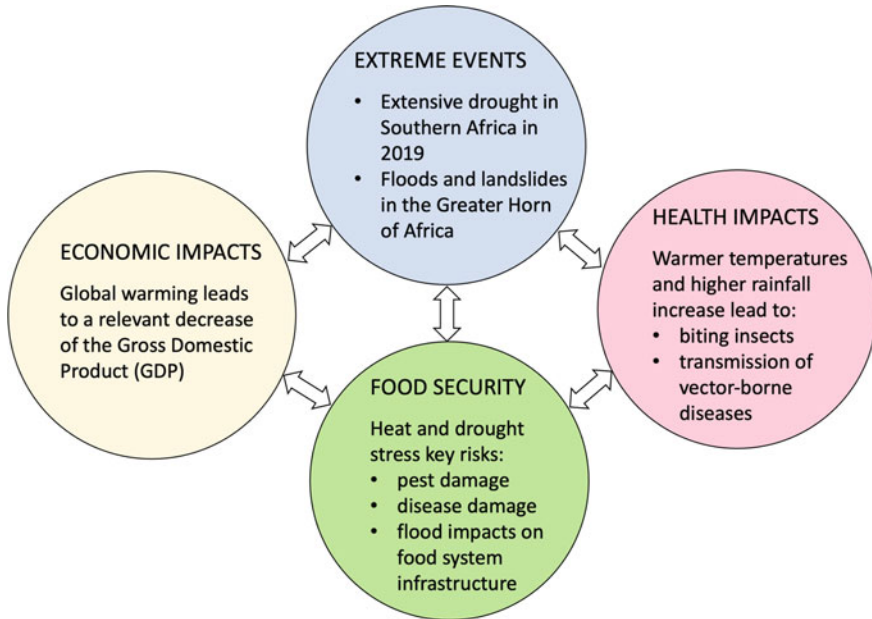 EXTREME EVENTS
• Extensive drought in
Southern Africa in
2019
• Floods and landslides
in the Greater Horn
of Africa
ECONOMIC IMPACTS
Global warming leads
to a relevant decrease
of the Gross Domestic
Product (GDP)
HEALTH IMPACTS
Warmer temperatures
and higher rainfall
increase lead to:
• biting insects
• transmission of
vector-borne
diseases
FOOD SECURITY
Heat and drought
stress key risks:
• pest damage
• disease damage
• flood impacts on
food system
infrastructure